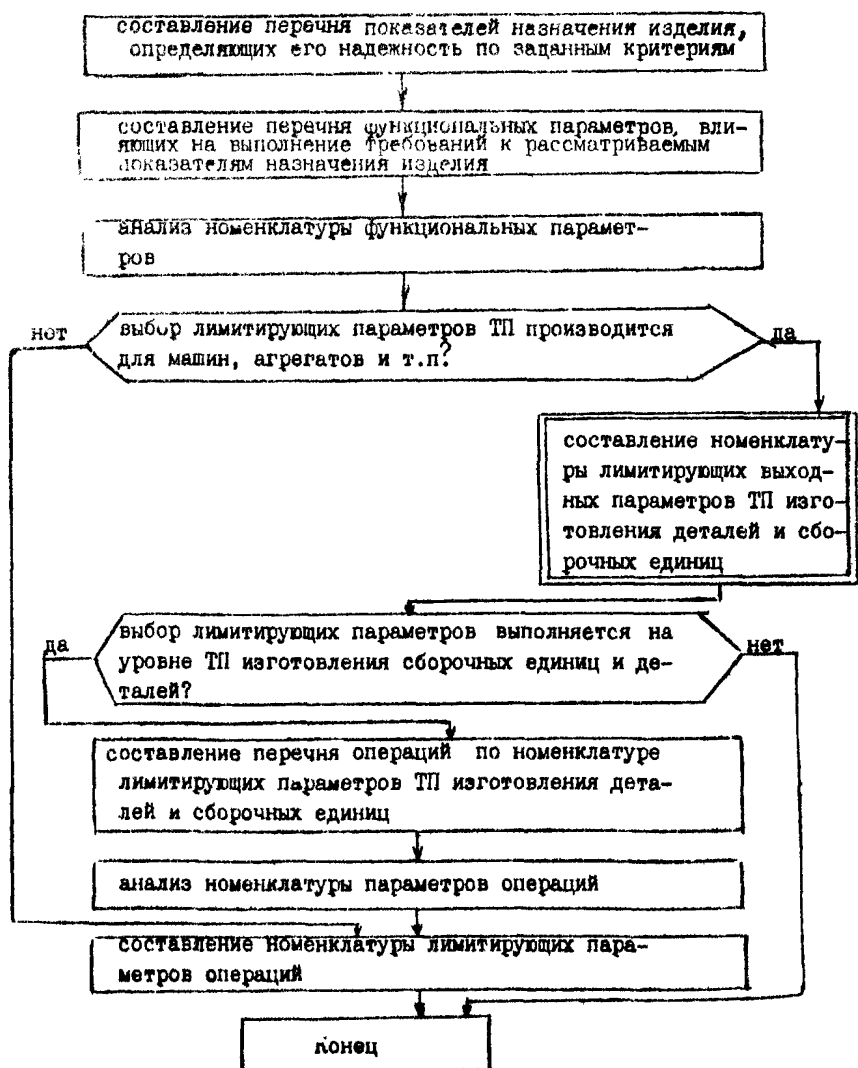 составление перечня показателей назначения изделия,
определяющих его надежность по заданным критериям
составление перечня функциональных параметров, вли-
яющих на выполнение требований к рассматриваемым
показателям назначения изделия
анализ номенклатуры функциональных парамет-
ров
нот
выбор лимитирующих параметров ТП производится
для машин, агрегатов и т.п?
да
составление номенклату-
ры лимитирующих выход-
ных параметров ТП изго-
товления деталей и сбо-
рочных единиц
да
выбор лимитирующих параметров выполняется на
уровне ТП изготовления сборочных единиц и де-
талей?
нет
составление перечня операций по номенклатуре
лимитирующих параметров ТП изготовления дета-
лей и сборочных единиц
анализ номенклатуры параметров операций
составление номенклатуры лимитирующих пара-
метров операций
Конец